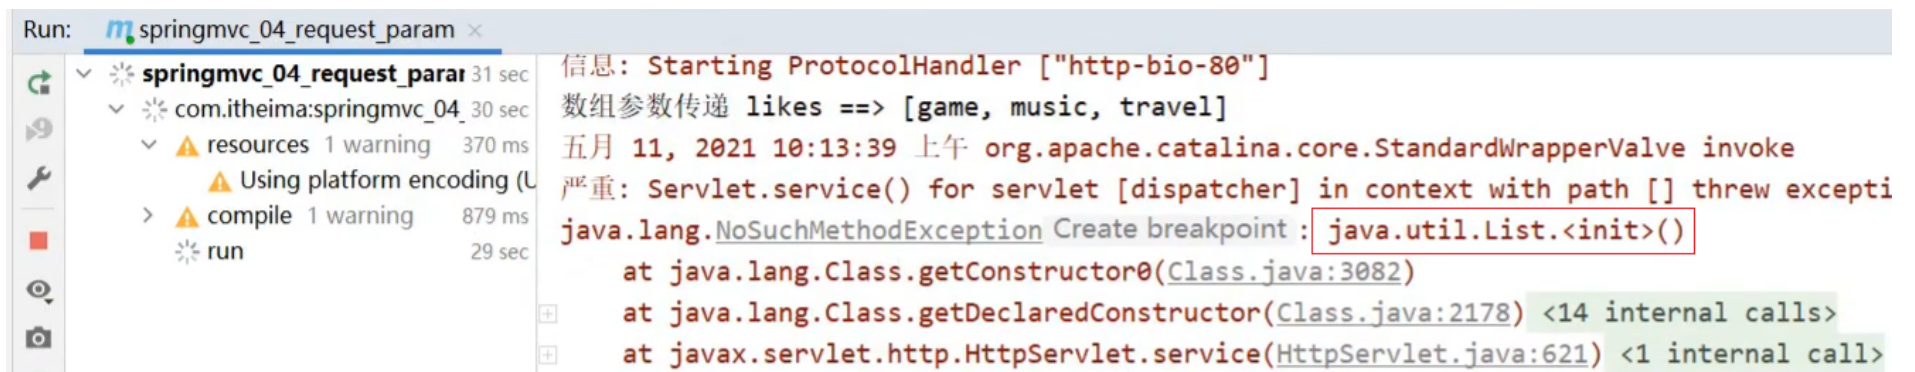 Run: springmvc_04_request_param
springmvc_04_request_parar 31 sec
com.itheima:springmvc_04_ 30 sec
resources 1 warning 370 ms
Using platform encoding (U
compile 1 warning 879 ms
run 29 sec
信息: Starting ProtocolHandler ["http-bio-80"]
数组参数传递 likes ==> [game, music, travel]
五月 11, 2021 10:13:39 上午 org.apache.catalina.core.StandardWrapperValve invoke
严重: Servlet.service() for servlet [dispatcher] in context with path [] threw excepti
java.lang.NoSuchMethodException Create breakpoint : java.util.List.<init>()
at java.lang.Class.getConstructor0(Class.java:3082)
at java.lang.Class.getDeclaredConstructor(Class.java:2178) <14 internal calls>
at javax.servlet.http.HttpServlet.service(HttpServlet.java:621) <1 internal call>